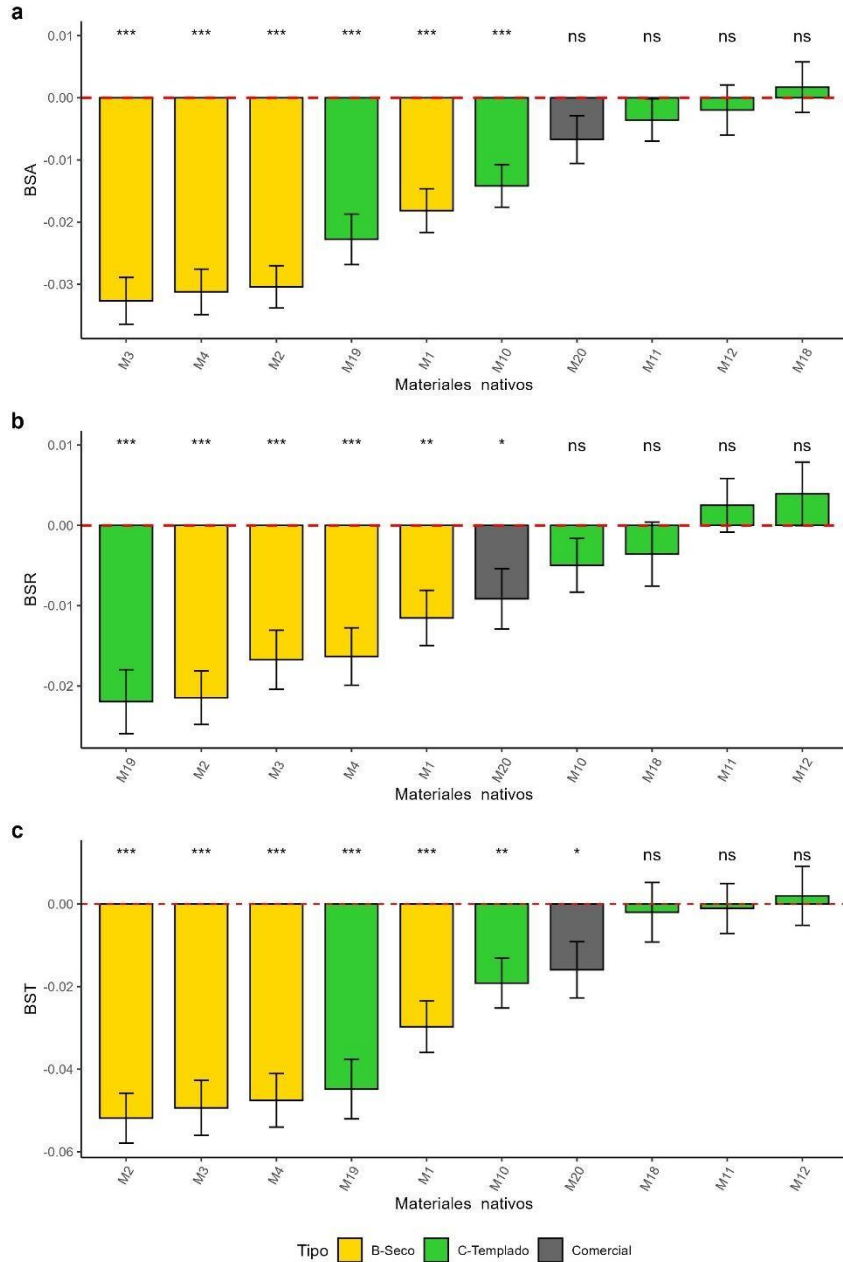 a
*** *** *** *** *** *** ns ns ns ns
0.01
0.00
-0.01
-0.02
-0.03
BSA
M3 M4 M2 M19 M1 M10 M20 M11 M12 M18
Materiales nativos
b
*** *** *** *** ** * ns ns ns ns
0.01
0.00
-0.01
-0.02
BSR
M19 M2 M3 M4 M1 M20 M10 M18 M11 M12
Materiales nativos
c
*** *** *** *** *** ** * ns ns ns
0.00
-0.02
-0.04
-0.06
BST
M2 M3 M4 M19 M1 M10 M20 M18 M11 M12
Materiales nativos
Tipo B-Seco C-Templado Comercial